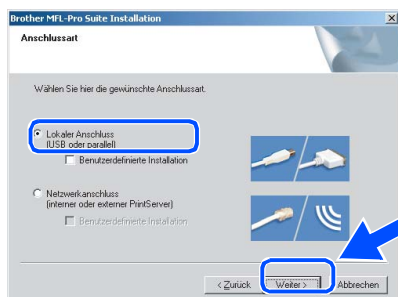 Brother MFL-Pro Suite Installation
Anschlussart
Wählen Sie hier die gewünschte Anschlussart.
Lokaler Anschluss
(USB oder parallel)
Benutzerdefinierte Installation
Netzwerkanschluss
(interner oder externer PrintServer)
Benutzerdefinierte Installation
< Zurück Weiter > Abbrechen